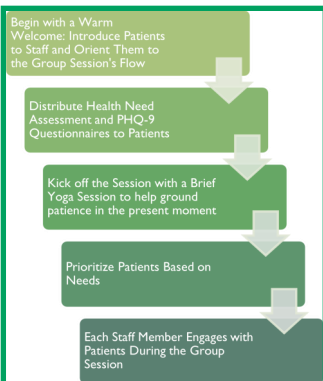 Begin with a Warm
Welcome: Introduce Patients
to Staff and Orient Them to
the Group Session's Flow
Distribute Health Need
Assessment and PHQ-9
Questionnaires to Patients
Kick off the Session with a Brief
Yoga Session to help ground
patience in the present moment
Prioritize Patients Based on
Needs
Each Staff Member Engages with
Patients During the Group
Session